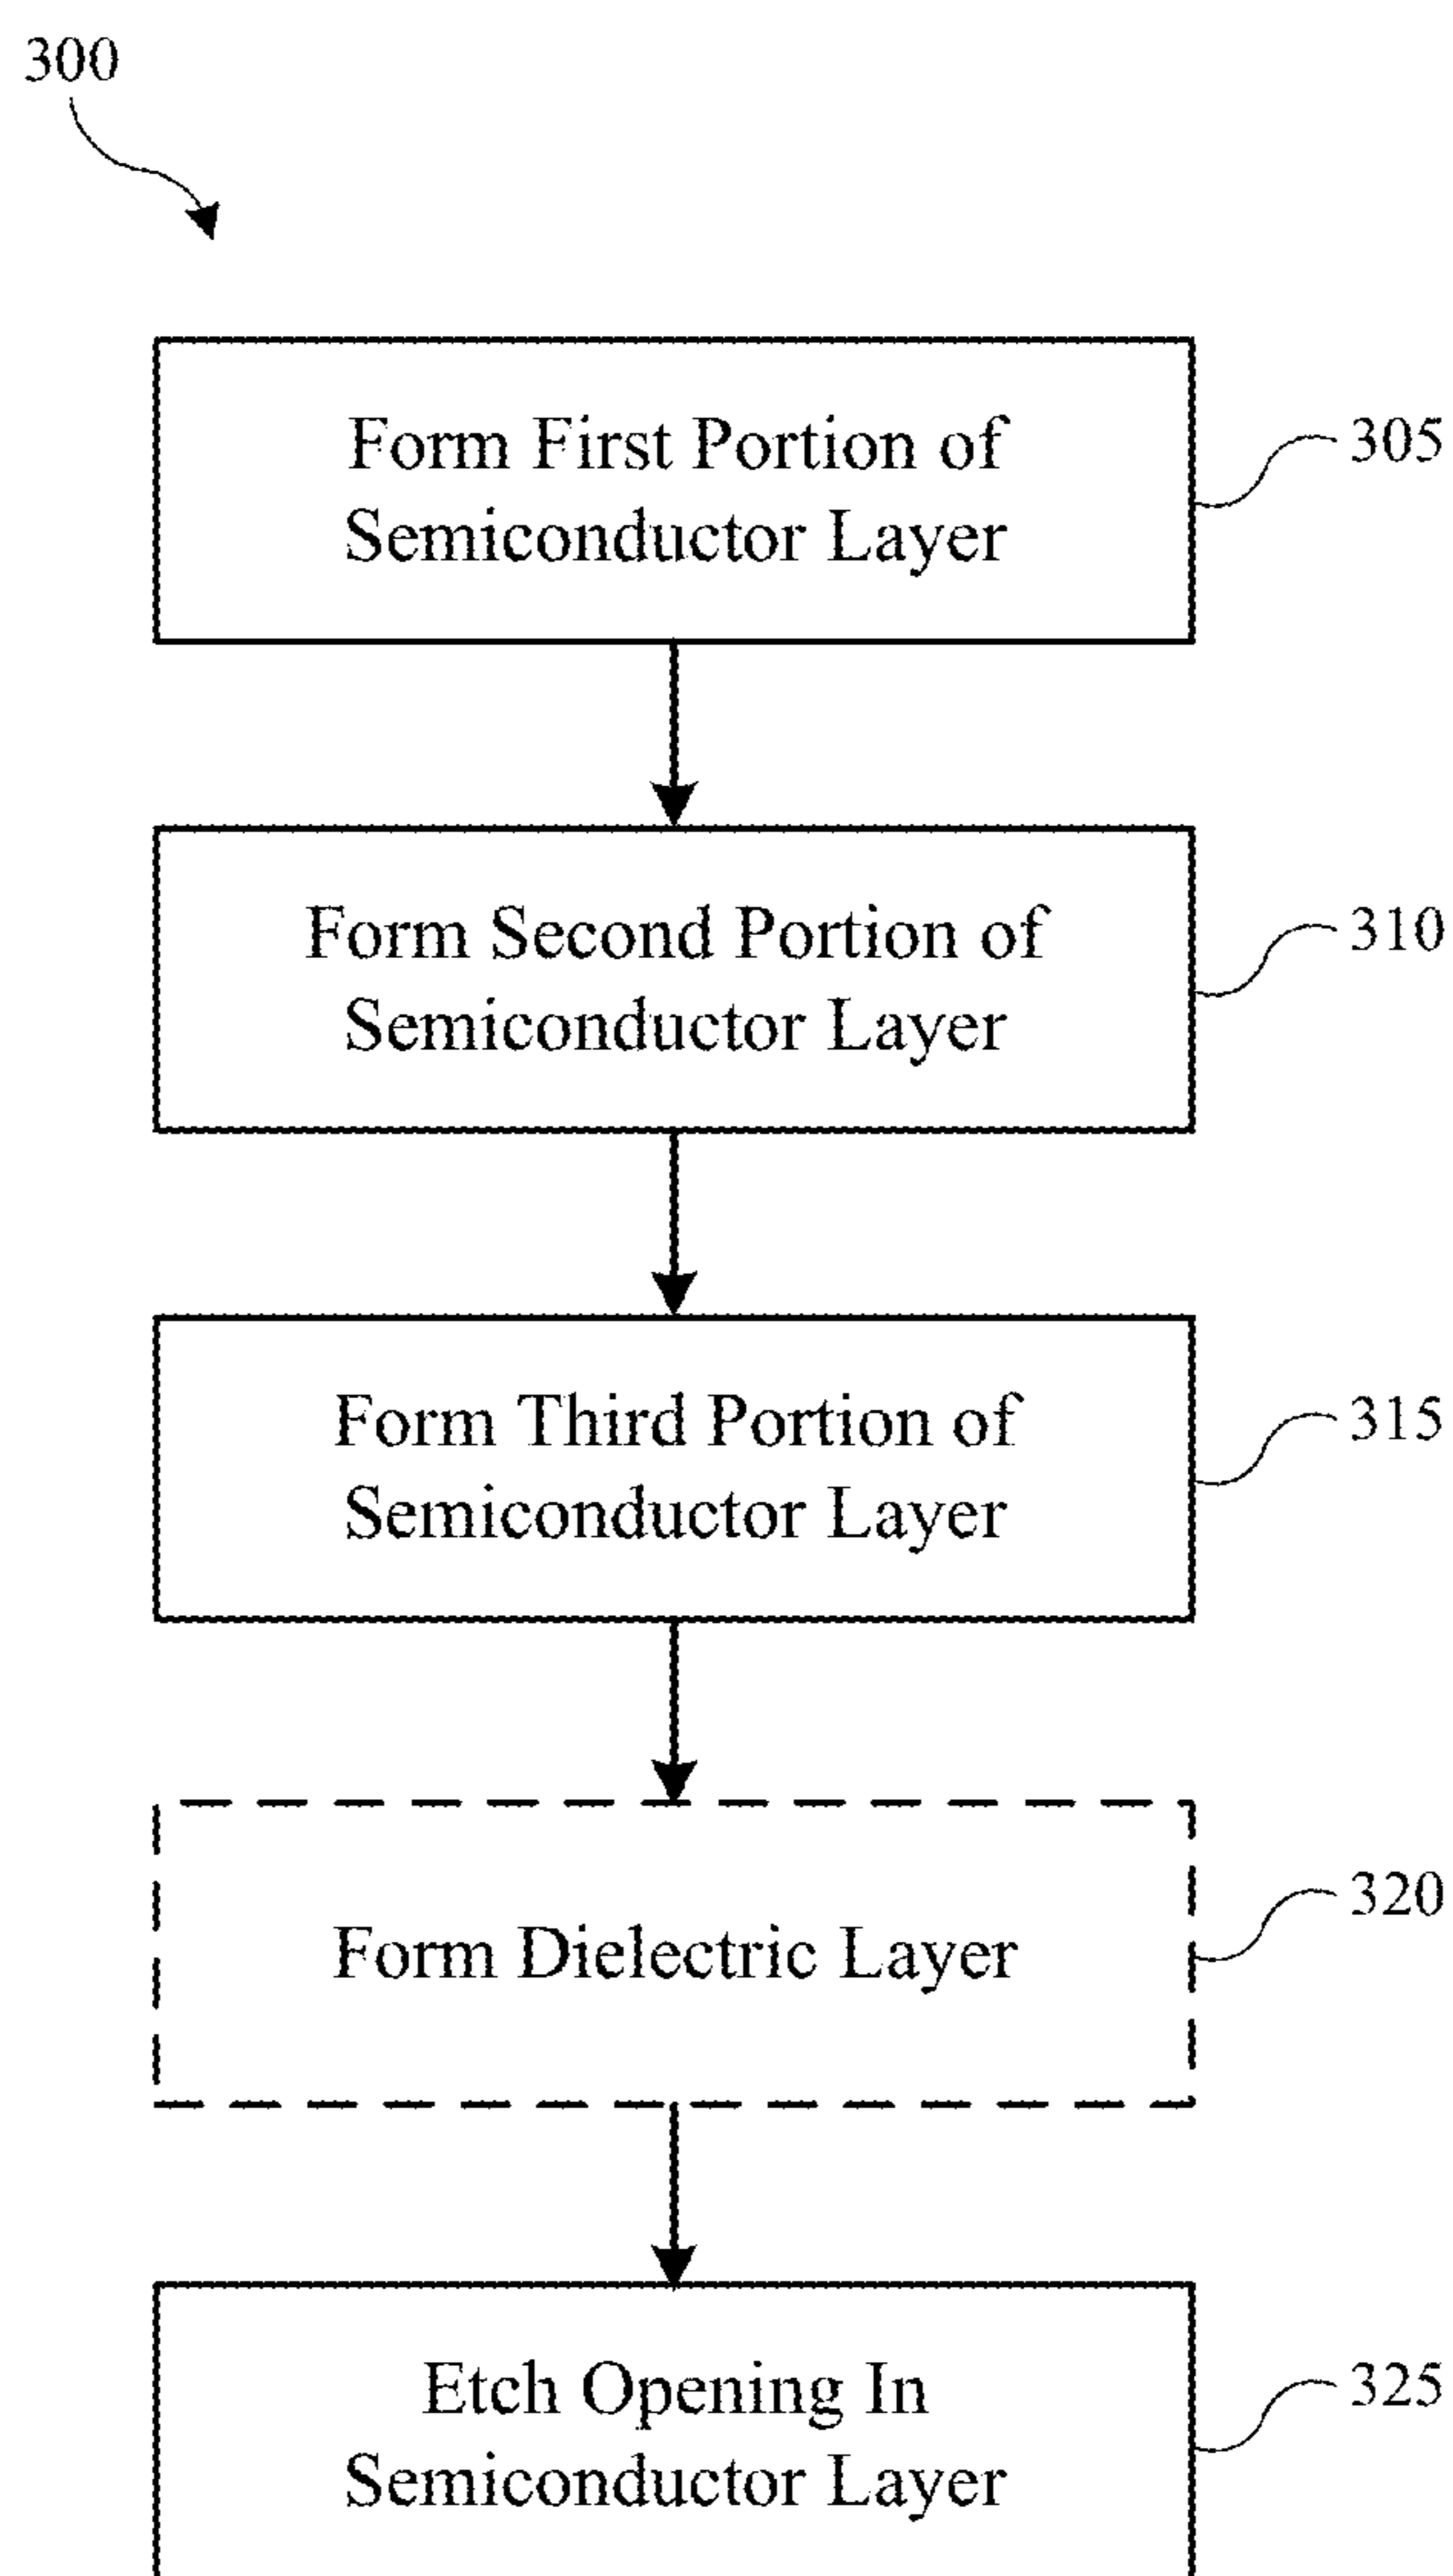 300
Form First Portion of
Semiconductor Layer
305
Form Second Portion of
Semiconductor Layer
310
Form Third Portion of
Semiconductor Layer
315
Form Dielectric Layer
320
Etch Opening In
Semiconductor Layer
325